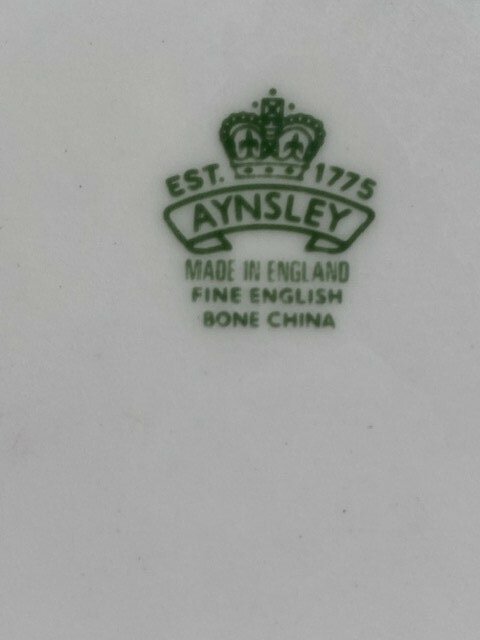 EST. 1775
AYNSLEY
MADE IN ENGLAND
FINE ENGLISH
BONE CHINA